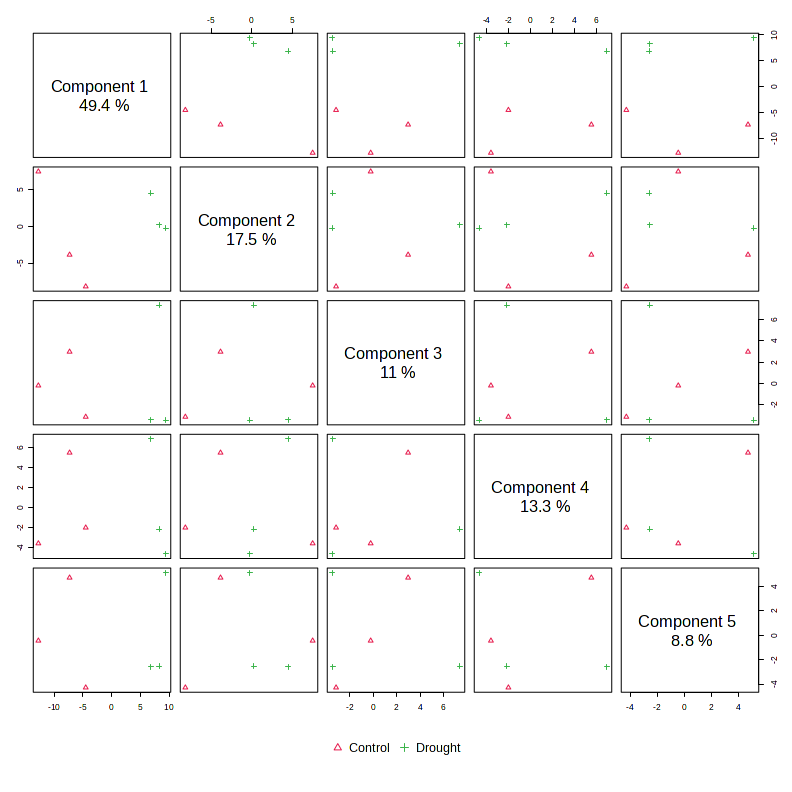 -5 0 5
-4 -2 0 2 4 6
Component 1
49.4 %
-10 -5 0 5 10
Component 2
17.5 %
-5 0 5
Component 3
11 %
-2 0 2 4 6
Component 4
13.3 %
-4 -2 0 2 4 6
Component 5
8.8 %
-4 -2 0 2 4
-10 -5 0 5 10
-2 0 2 4 6
-4 -2 0 2 4
Control Drought